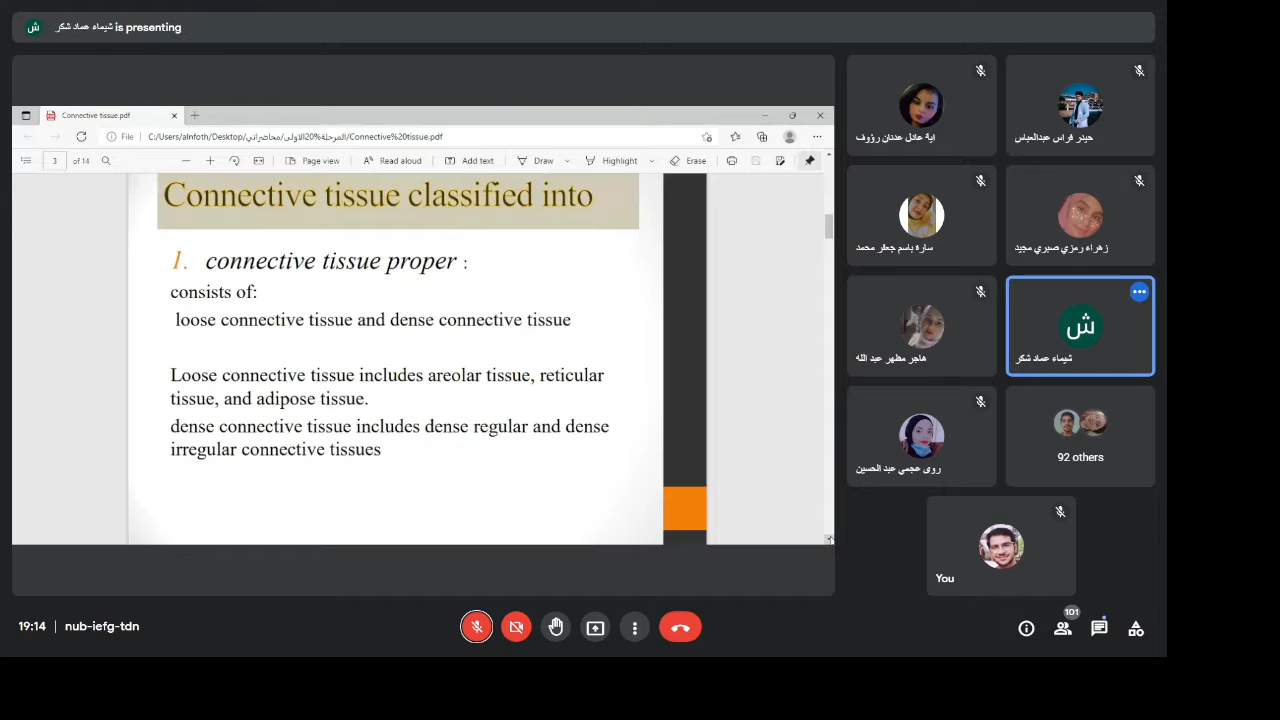 ش شيماء عماد شكر is presenting
Connective tissue.pdf
File C:/Users/alnfoth/Desktop/محاضراتي/المرحلة%20الاولى/Connective%20tissue.pdf
3 of 14 Page view Read aloud Add text Draw Highlight Erase
Connective tissue classified into
1. connective tissue proper :
consists of:
loose connective tissue and dense connective tissue
Loose connective tissue includes areolar tissue, reticular
tissue, and adipose tissue.
dense connective tissue includes dense regular and dense
irregular connective tissues
اية عادل عدنان رؤوف
حيدر فراس عبدالعباس
سارة باسم جعفر محمد
زهراء رمزي صبري مجيد
هاجر مظهر عبد الله
ش
شيماء عماد شكر
روى عجمي عبد الحسين
92 others
You
19:14 | nub-iefg-tdn
101